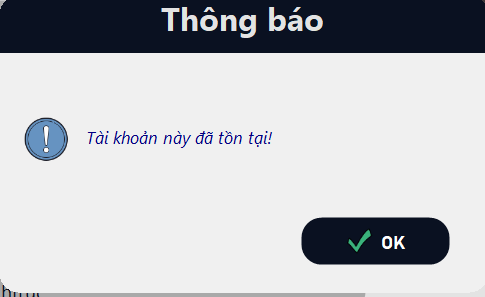 Thông báo
Tài khoản này đã tồn tại!
OK